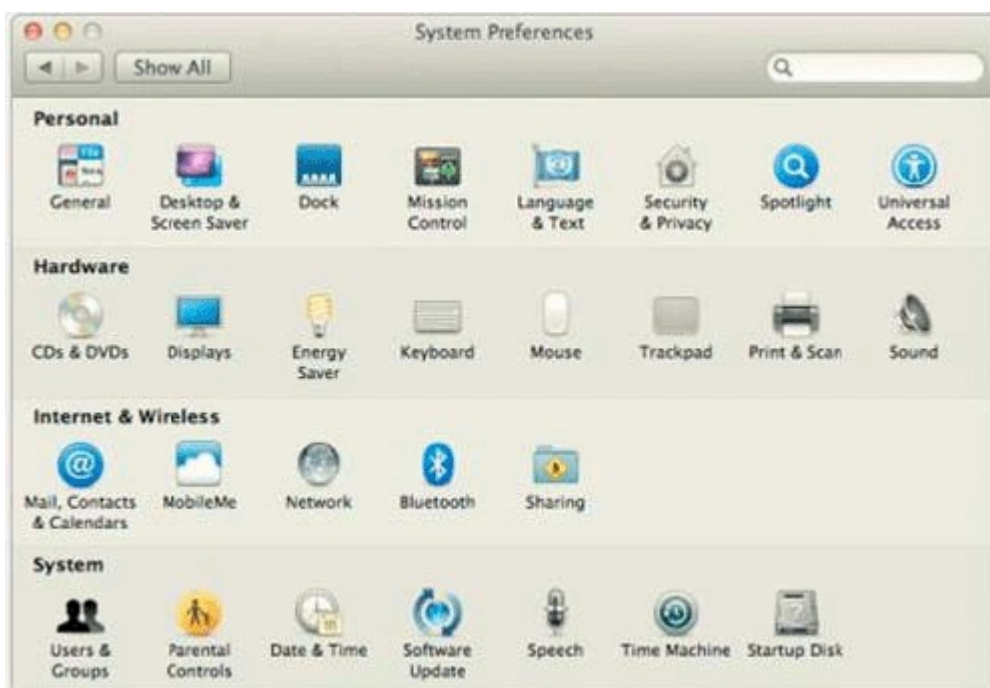 System Preferences
Show All
Personal
General
Desktop &
Screen Saver
Dock
Mission
Control
Language
& Text
Security
& Privacy
Spotlight
Universal
Access
Hardware
CDs & DVDs
Displays
Energy
Saver
Keyboard
Mouse
Trackpad
Print & Scan
Sound
Internet & Wireless
Mail, Contacts
& Calendars
MobileMe
Network
Bluetooth
Sharing
System
Users &
Groups
Parental
Controls
Date & Time
Software
Update
Speech
Time Machine
Startup Disk